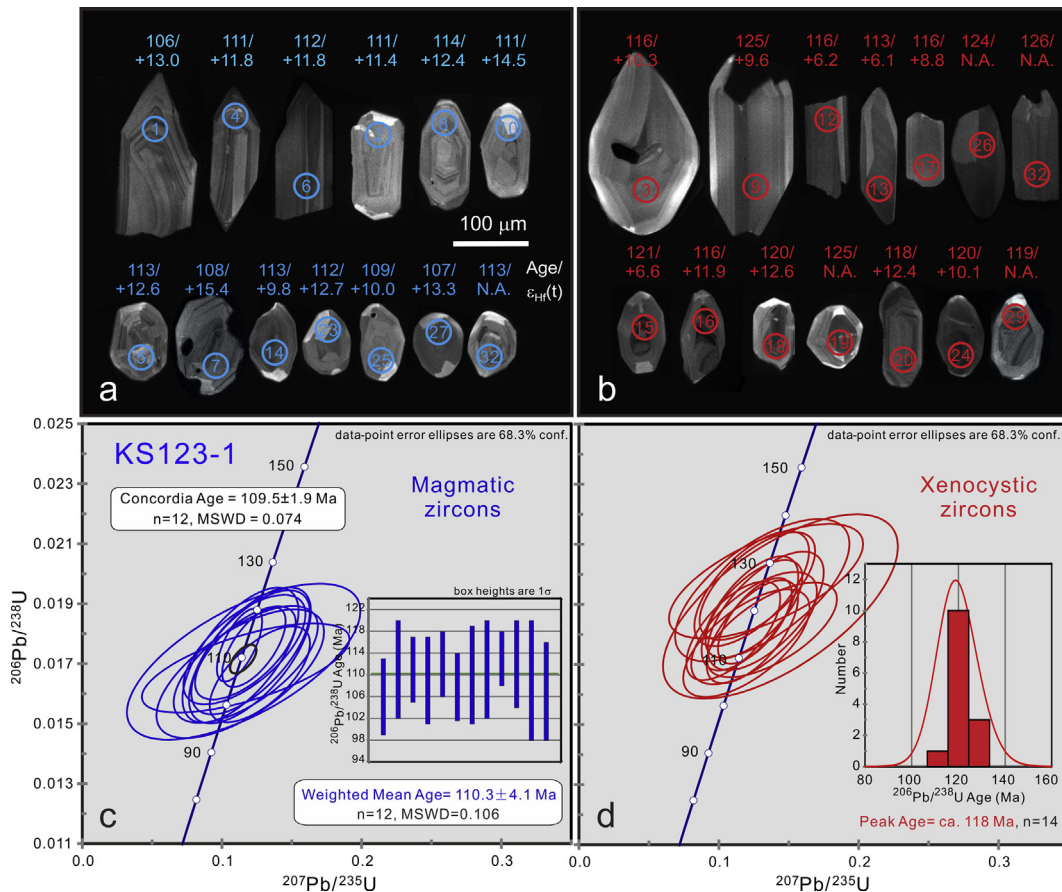 106/ 111/ 112/ 111/ 114/ 111/
+13.0 +11.8 +11.8 +11.4 +12.4 +14.5
1 4 6 8
100 μm
113/ 108/ 113/ 112/ 109/ 107/ 113/ Age/
+12.6 +15.4 +9.8 +12.7 +10.0 +13.3 N.A. εHf(t)
7 14 23 25 27 32
a
116/ 125/ 116/ 113/ 116/ 124/ 126/
+9.6 +6.2 +6.1 +8.8 N.A. N.A.
3 9 12 13 17 26 32
121/ 116/ 120/ 125/ 118/ 120/ 119/
+6.6 +11.9 +12.6 N.A. +12.4 +10.1 N.A.
15 16 18 19 20 24 29
b
data-point error ellipses are 68.3% conf.
KS123-1
Concordia Age = 109.5±1.9 Ma
n=12, MSWD = 0.074
Magmatic
zircons
150
130
110
90
box heights are 1σ
206Pb/238U Age (Ma)
122
118
114
110
106
102
98
94
Weighted Mean Age= 110.3±4.1 Ma
n=12, MSWD=0.106
c
206Pb/238U
0.025
0.023
0.021
0.019
0.017
0.015
0.013
0.011
0.0 0.1 0.2 0.3
207Pb/235U
data-point error ellipses are 68.3% conf.
Xenocystic
zircons
150
130
110
90
Number
12
10
8
6
4
2
0
80 100 120 140 160
206Pb/238U Age (Ma)
Peak Age= ca. 118 Ma, n=14
d
0.0 0.1 0.2 0.3
207Pb/235U